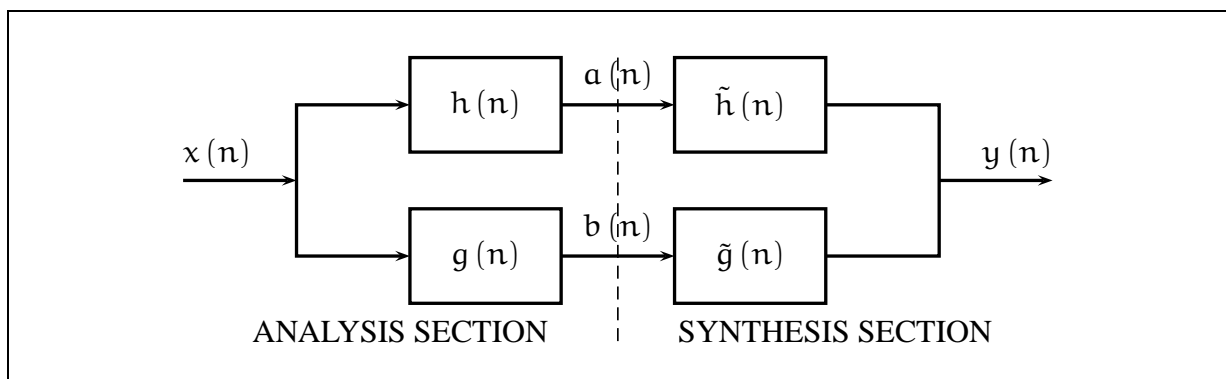 a (n)
h (n)
h̃ (n)
x (n)
y (n)
b (n)
g (n)
g̃ (n)
ANALYSIS SECTION
SYNTHESIS SECTION